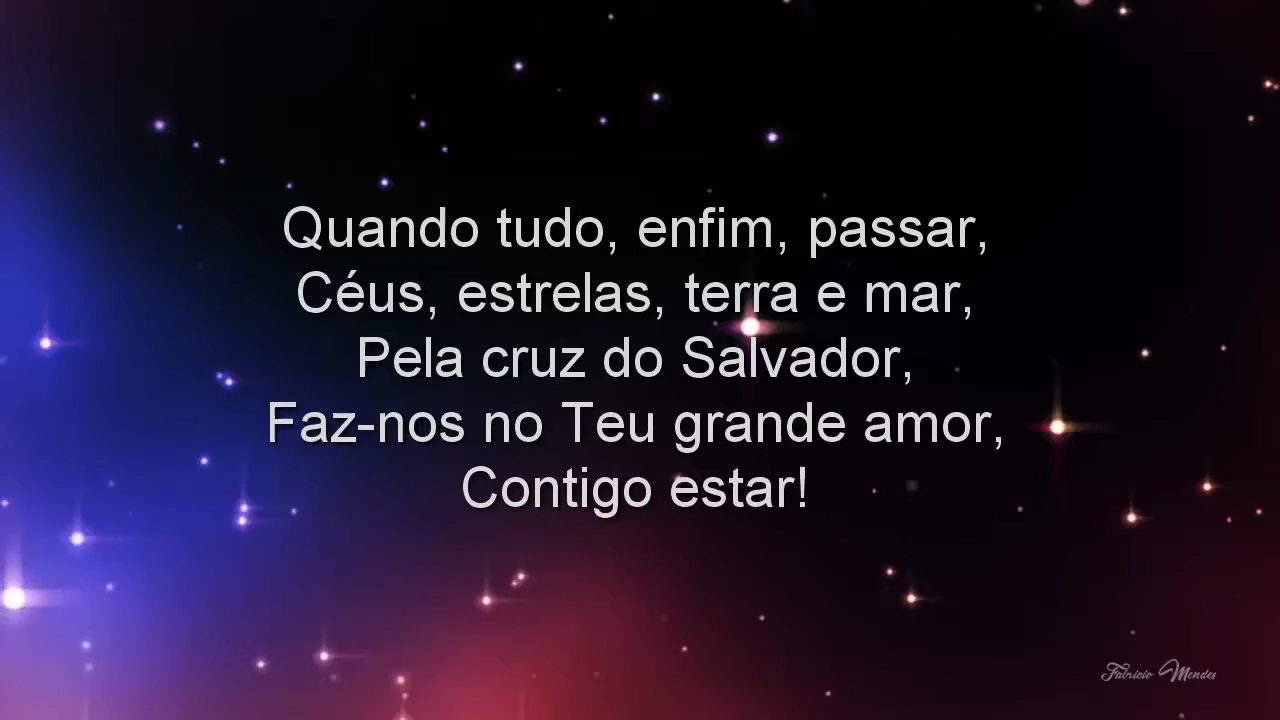 Quando tudo, enfim, passar,
Céus, estrelas, terra e mar,
Pela cruz do Salvador,
Faz-nos no Teu grande amor,
Contigo estar!
Fabricio Mendes